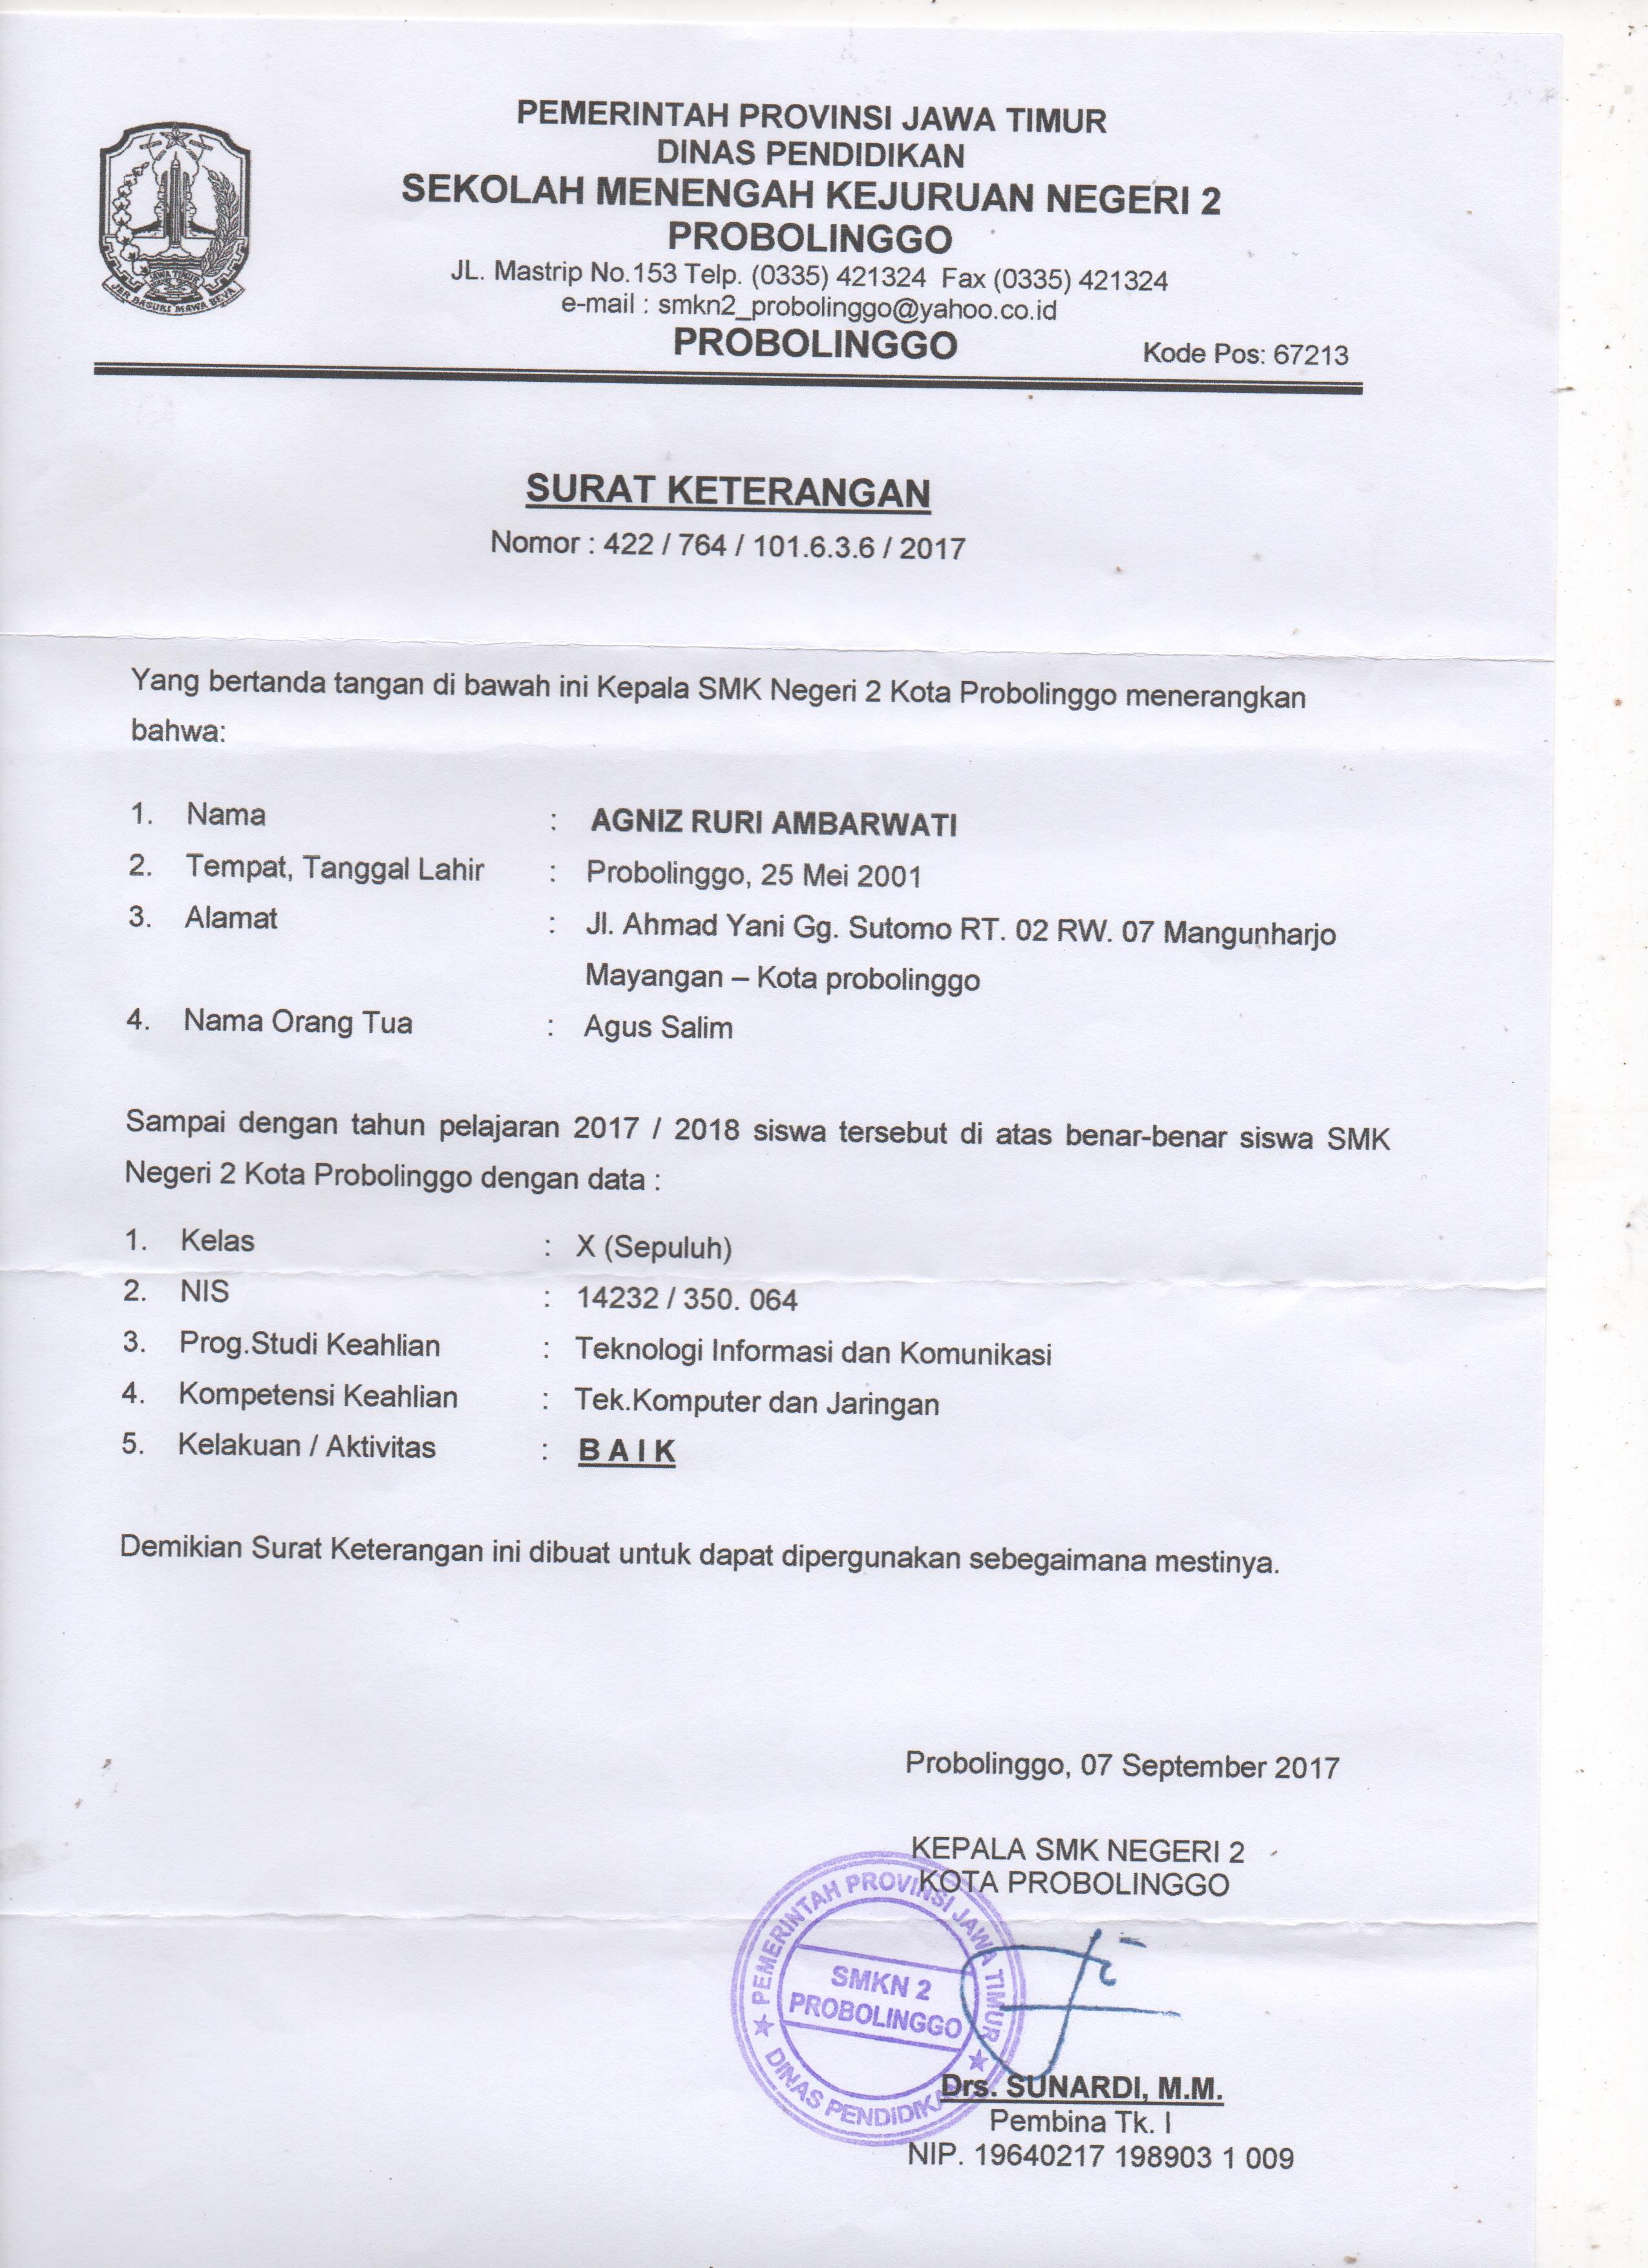 PEMERINTAH PROVINSI JAWA TIMUR
DINAS PENDIDIKAN
SEKOLAH MENENGAH KEJURUAN NEGERI 2
PROBOLINGGO
JL. Mastrip No.153 Telp. (0335) 421324 Fax (0335) 421324
e-mail : smkn2_probolinggo@yahoo.co.id
PROBOLINGGO Kode Pos: 67213
JAWA TIMUR
JER BASUKI MAWA BEYA
SURAT KETERANGAN
Nomor : 422 / 764 / 101.6.3.6 / 2017
Yang bertanda tangan di bawah ini Kepala SMK Negeri 2 Kota Probolinggo menerangkan
bahwa:
1. Nama : AGNIZ RURI AMBARWATI
2. Tempat, Tanggal Lahir : Probolinggo, 25 Mei 2001
3. Alamat : Jl. Ahmad Yani Gg. Sutomo RT. 02 RW. 07 Mangunharjo
Mayangan – Kota probolinggo
4. Nama Orang Tua : Agus Salim
Sampai dengan tahun pelajaran 2017 / 2018 siswa tersebut di atas benar-benar siswa SMK
Negeri 2 Kota Probolinggo dengan data :
1. Kelas : X (Sepuluh)
2. NIS : 14232 / 350. 064
3. Prog.Studi Keahlian : Teknologi Informasi dan Komunikasi
4. Kompetensi Keahlian : Tek.Komputer dan Jaringan
5. Kelakuan / Aktivitas : B A I K
Demikian Surat Keterangan ini dibuat untuk dapat dipergunakan sebegaimana mestinya.
Probolinggo, 07 September 2017
KEPALA SMK NEGERI 2
KOTA PROBOLINGGO
PEMERINTAH PROVINSI JAWA TIMUR
SMKN 2
PROBOLINGGO
DINAS PENDIDIKAN
Drs. SUNARDI, M.M.
Pembina Tk. I
NIP. 19640217 198903 1 009